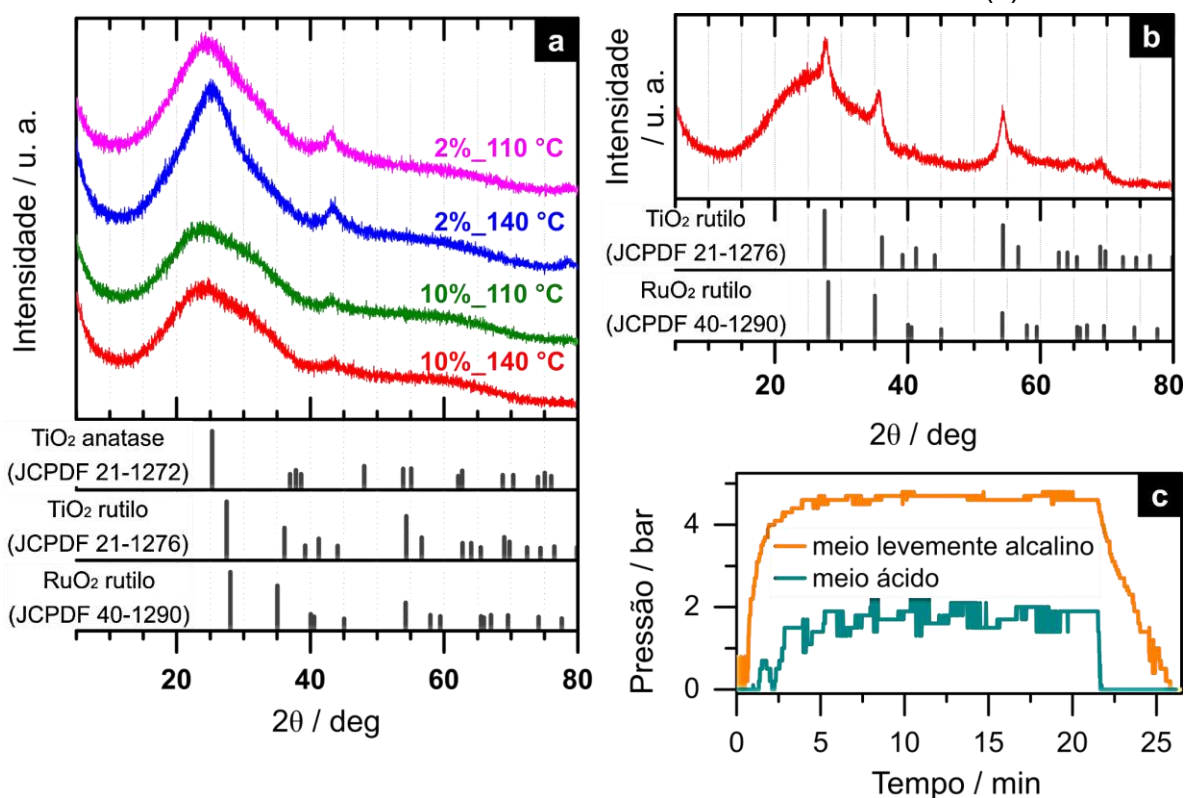 a
Intensidade / u. a.
2%_110 °C
2%_140 °C
10%_110 °C
10%_140 °C
TiO₂ anatase
(JCPDF 21-1272)
TiO₂ rutilo
(JCPDF 21-1276)
RuO₂ rutilo
(JCPDF 40-1290)
20 40 60 80
2θ / deg
b
Intensidade
/ u. a.
TiO₂ rutilo
(JCPDF 21-1276)
RuO₂ rutilo
(JCPDF 40-1290)
20 40 60 80
2θ / deg
c
Pressão / bar
4
2
0
meio levemente alcalino
meio ácido
0 5 10 15 20 25
Tempo / min